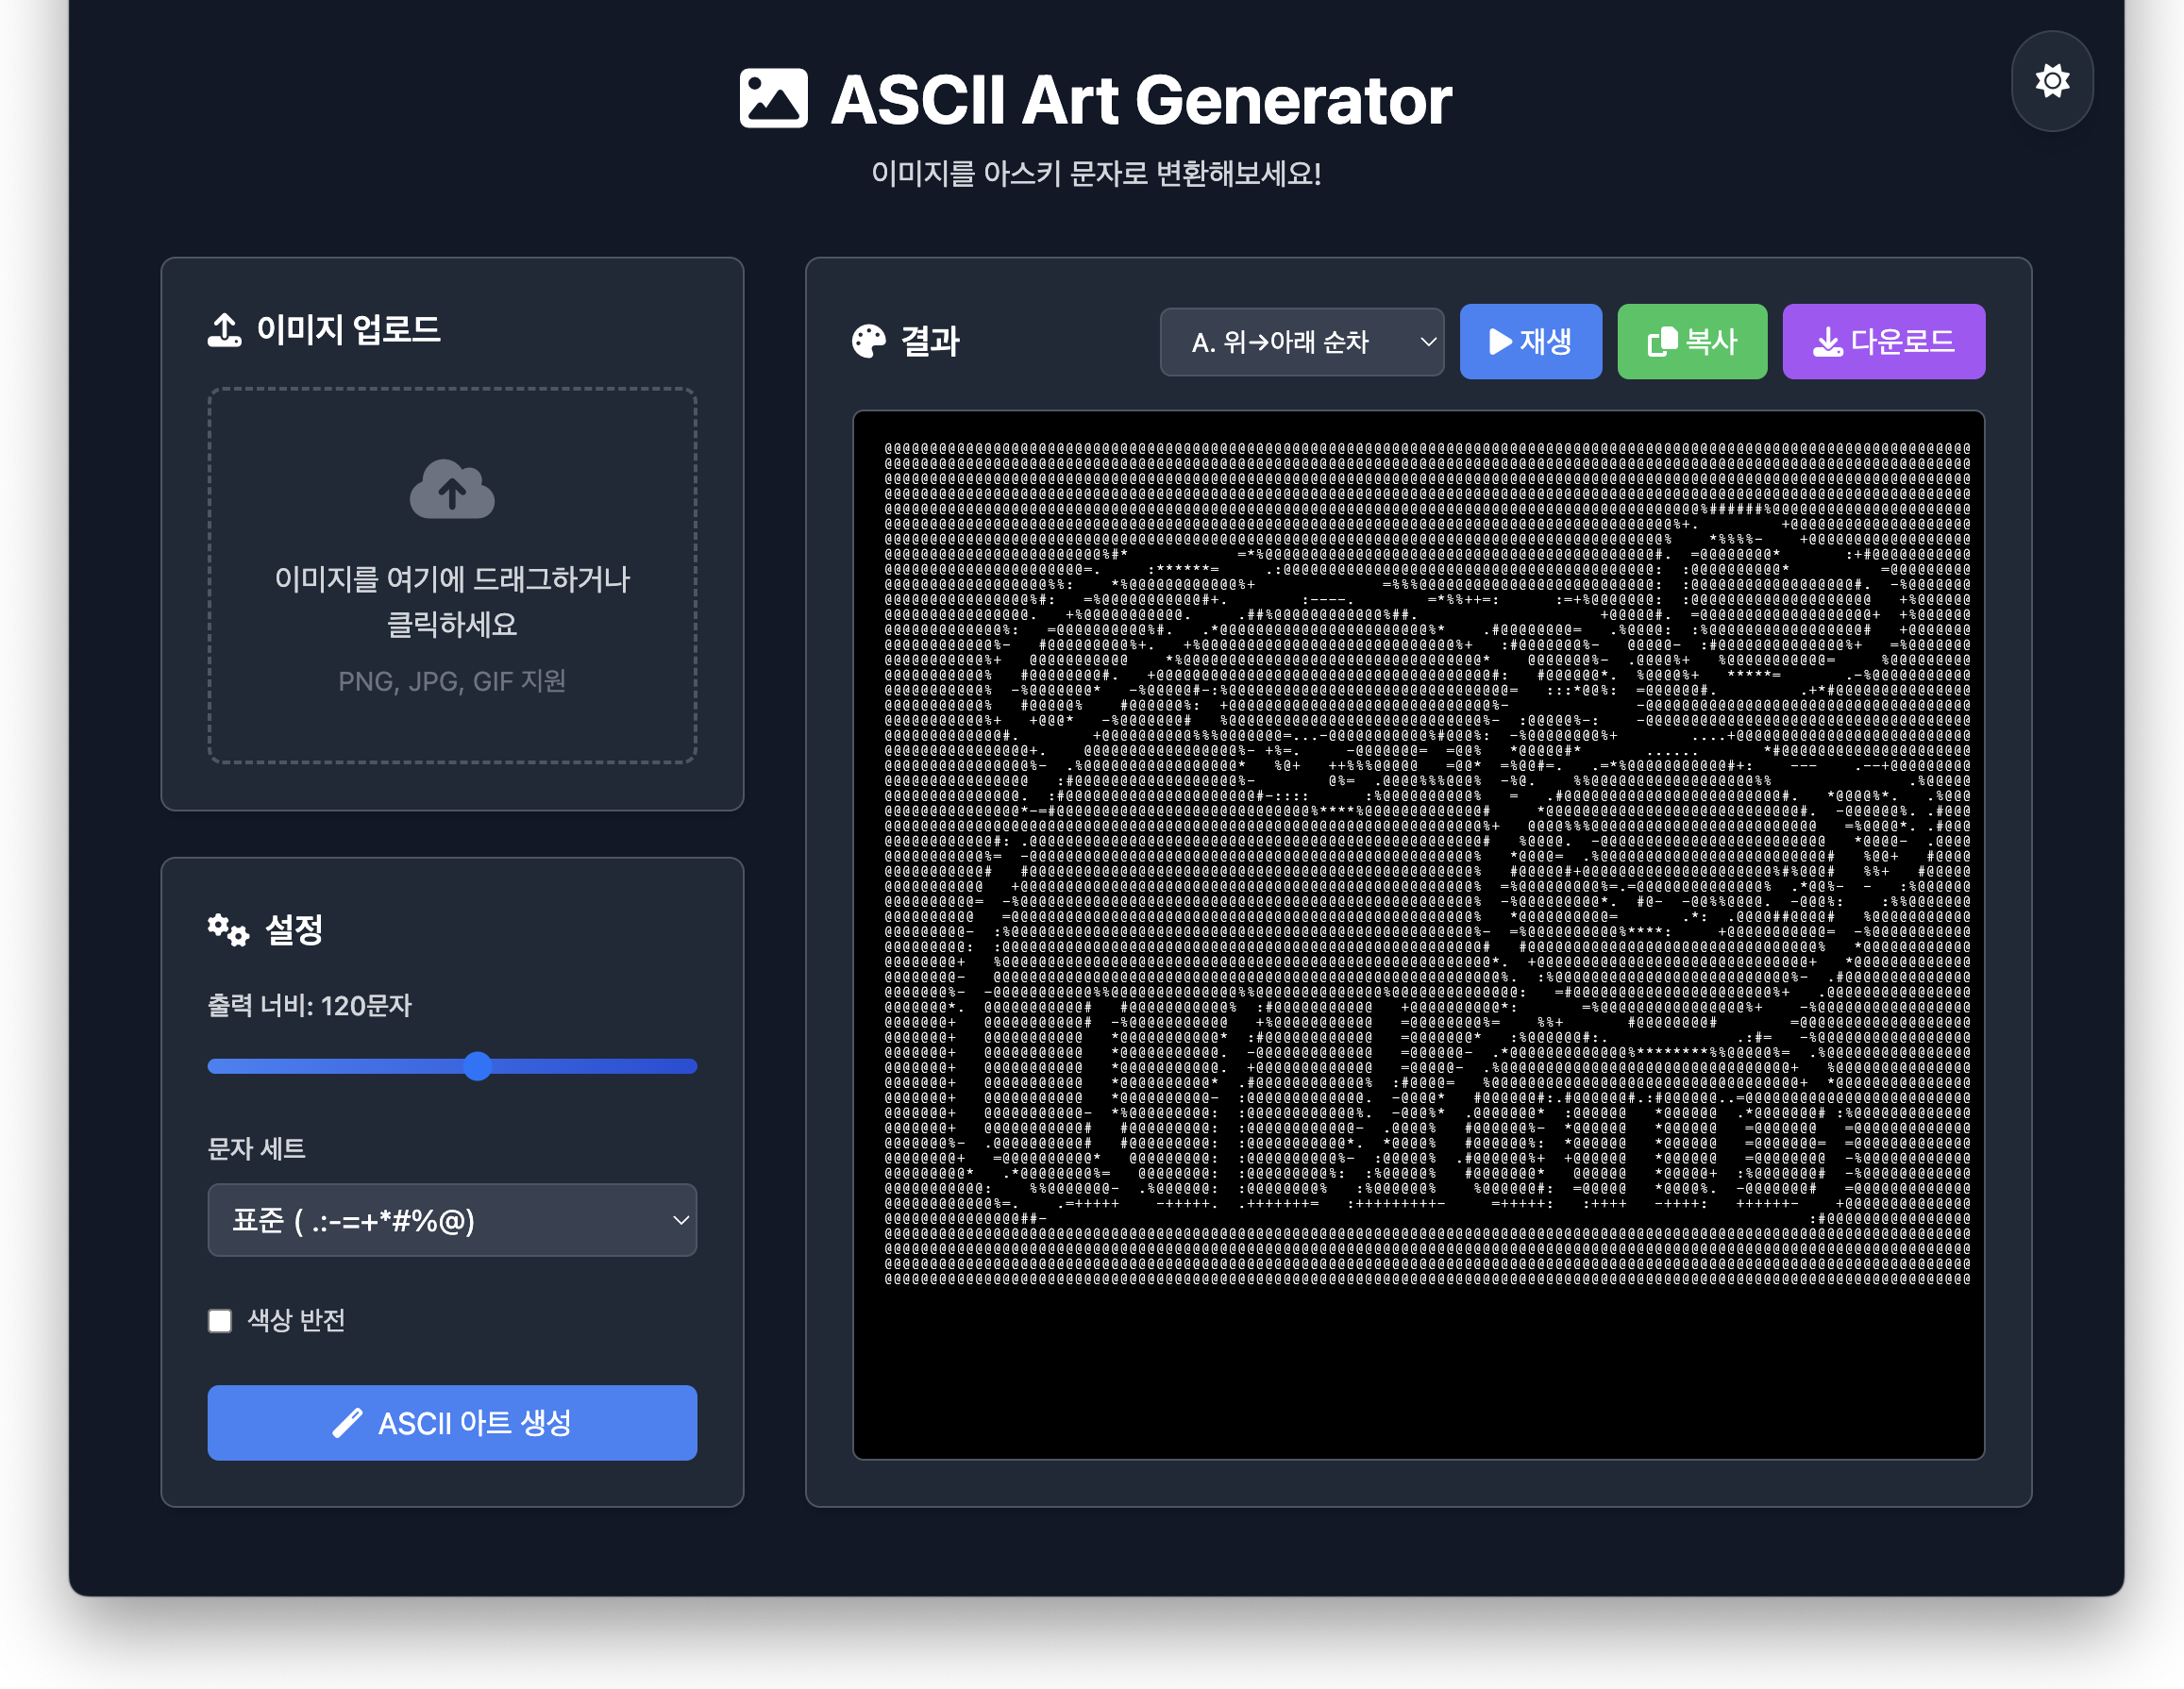 ASCII Art Generator
이미지를 아스키 문자로 변환해보세요!
이미지 업로드
이미지를 여기에 드래그하거나
클릭하세요
PNG, JPG, GIF 지원
설정
출력 너비: 120문자
문자 세트
표준 ( .:-=+*#%@)
색상 반전
ASCII 아트 생성
결과
A. 위→아래 순차
재생
복사
다운로드